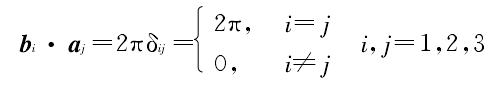 b_i · a_j = 2πδ_ij = { 2π, i=j
0, i≠j
i, j = 1, 2, 3